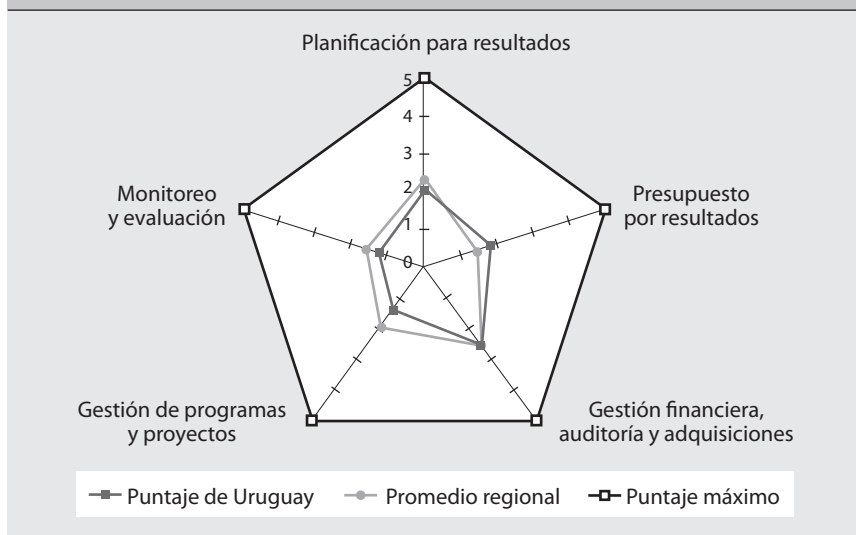 Planificación para resultados
5
4
3
2
1
0
Monitoreo
y evaluación
Presupuesto
por resultados
Gestión de programas
y proyectos
Gestión financiera,
auditoría y adquisiciones
Puntaje de Uruguay
Promedio regional
Puntaje máximo